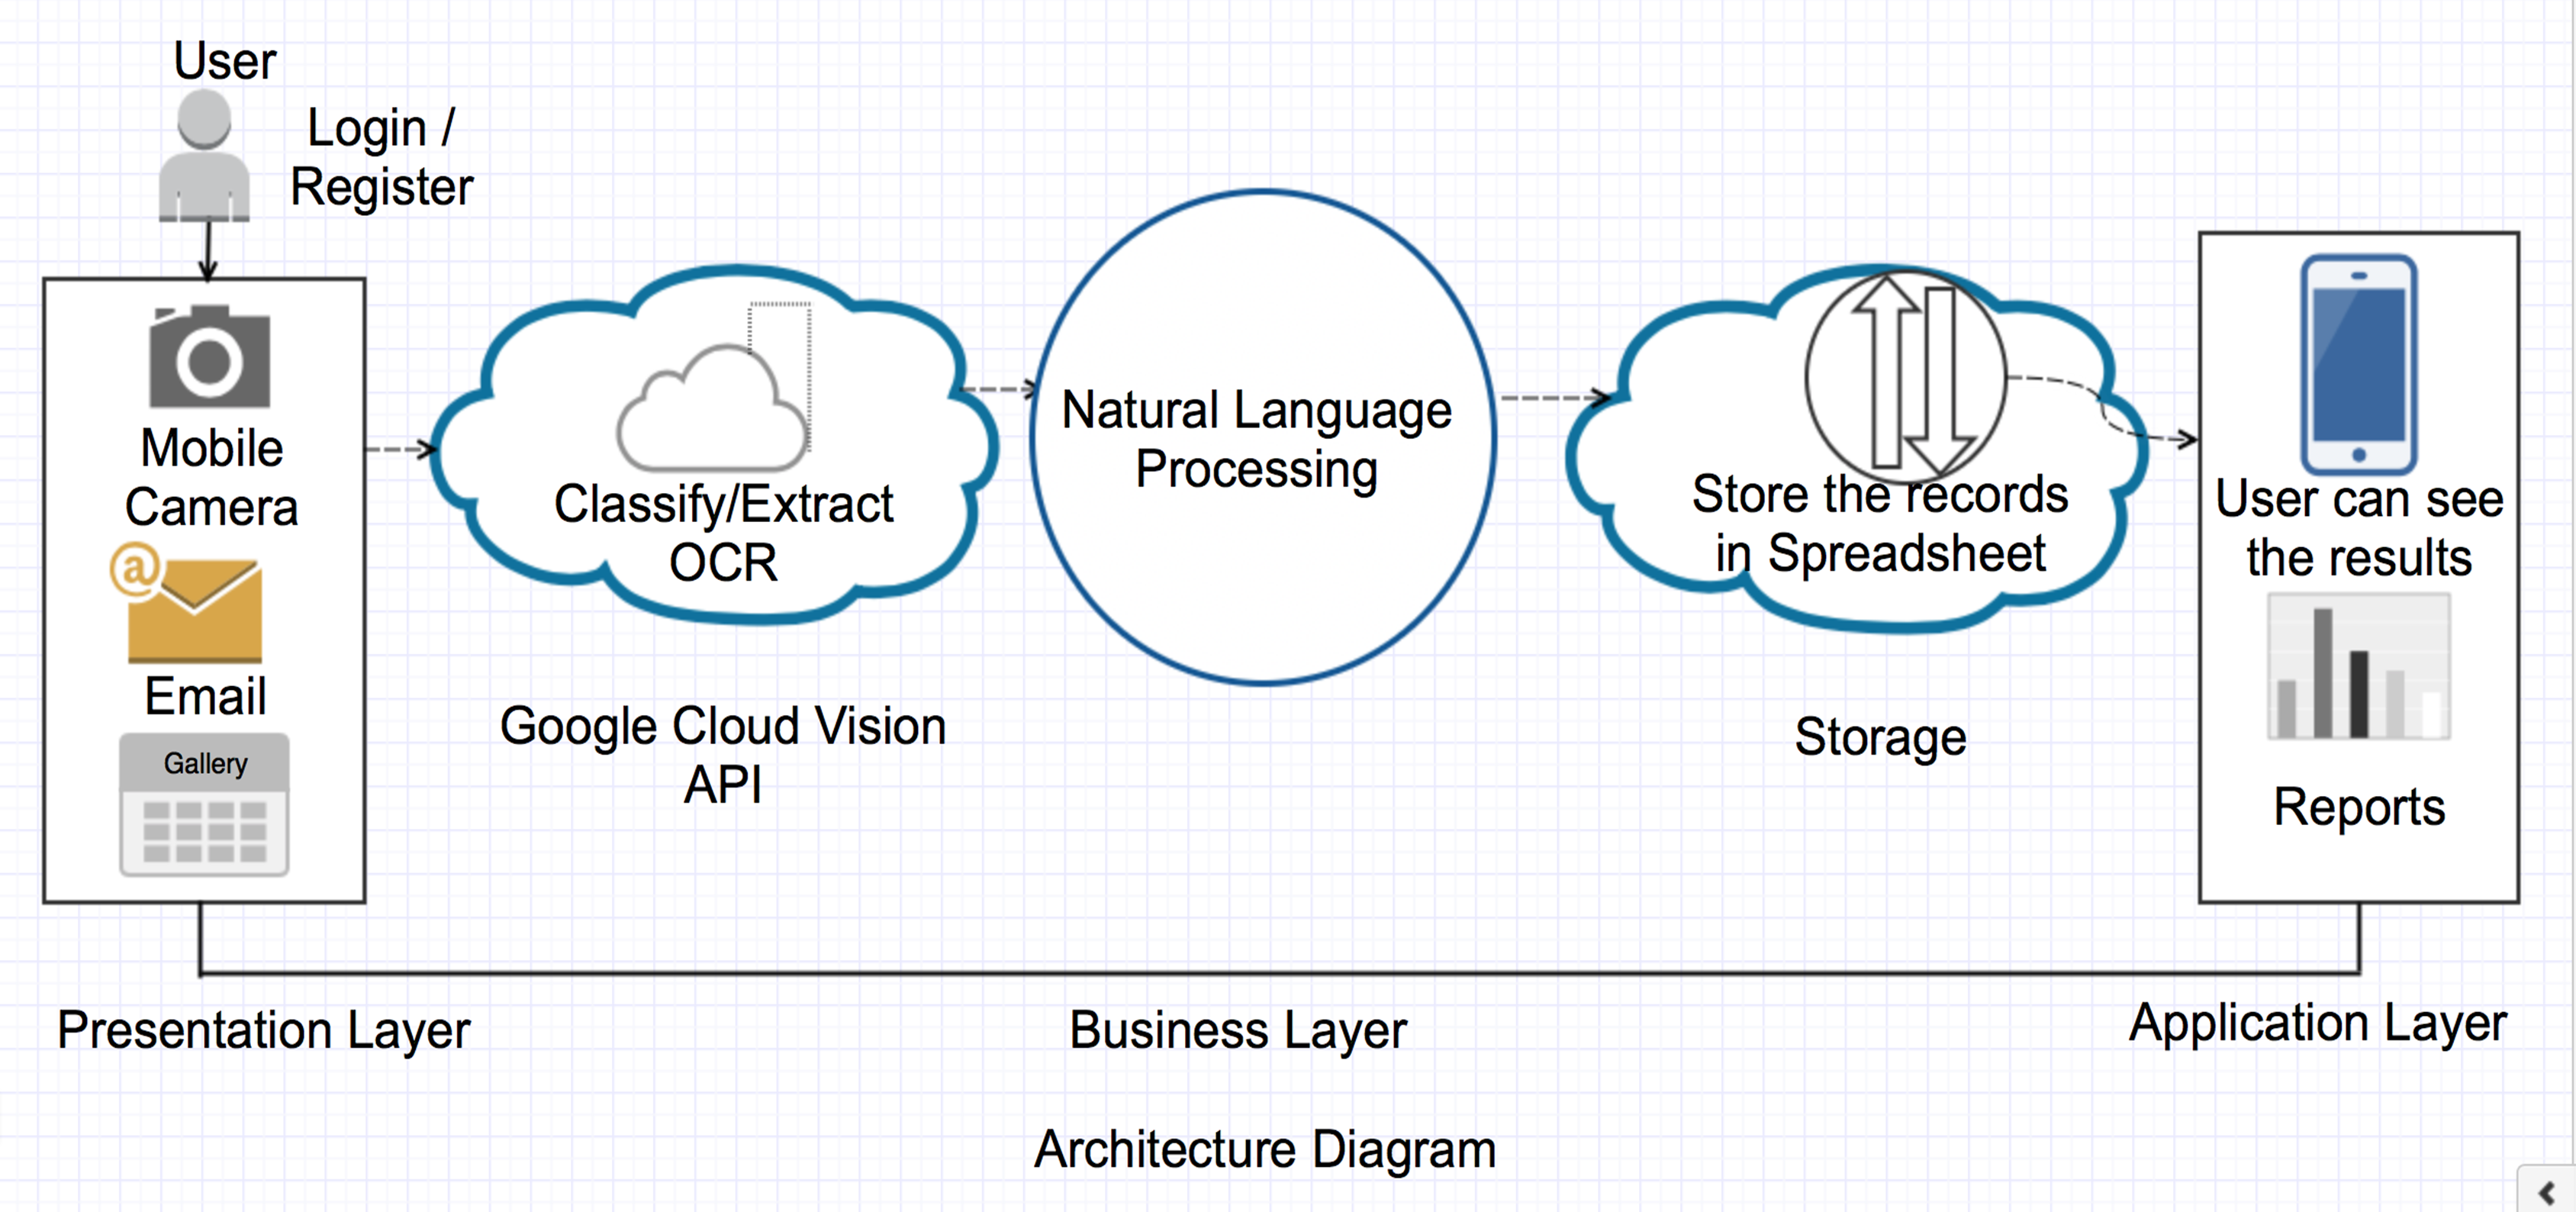 User
Login /
Register
Mobile
Camera
@
Email
Gallery
Classify/Extract
OCR
Google Cloud Vision
API
Natural Language
Processing
Store the records
in Spreadsheet
Storage
User can see
the results
Reports
Presentation Layer
Business Layer
Application Layer
Architecture Diagram